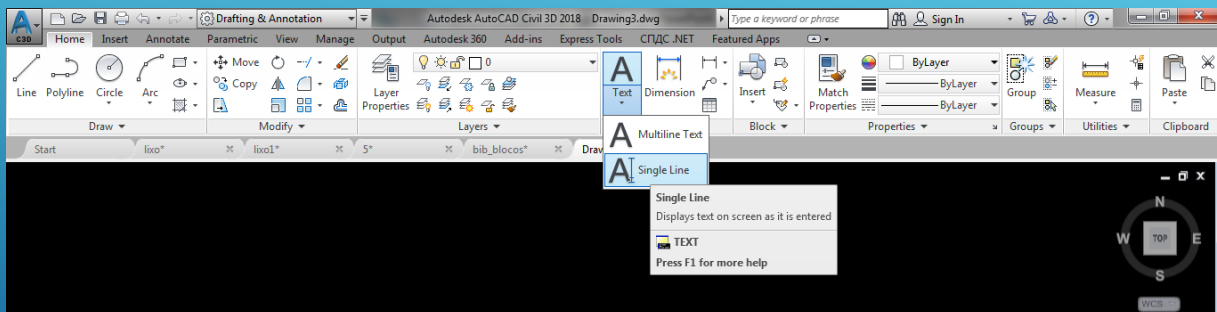 Drafting & Annotation
Autodesk AutoCAD Civil 3D 2018 Drawing3.dwg
Type a keyword or phrase
Sign In
C3D
Home Insert Annotate Parametric View Manage Output Autodesk 360 Add-ins Express Tools СПДС .NET Featured Apps
Line Polyline Circle Arc
Move
Copy
Layer
Properties
0
Text
Dimension
Insert
Match
Properties
ByLayer
ByLayer
ByLayer
Group
Measure
Paste
Draw Modify Layers Block Properties Groups Utilities Clipboard
Start lixo* lixo1* 5* bib_blocos* Draw
Multiline Text
Single Line
Single Line
Displays text on screen as it is entered
TEXT
Press F1 for more help
N
W TOP E
S
WCS